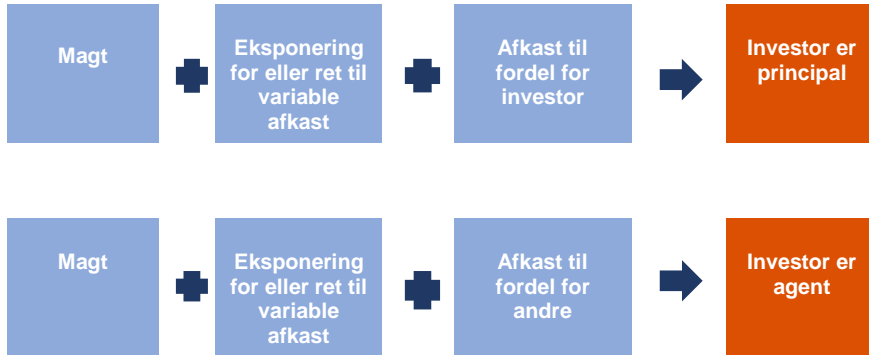 Magt
Eksponering
for eller ret til
variable
afkast
Afkast til
fordel for
investor
Investor er
principal
Magt
Eksponering
for eller ret til
variable
afkast
Afkast til
fordel for
andre
Investor er
agent